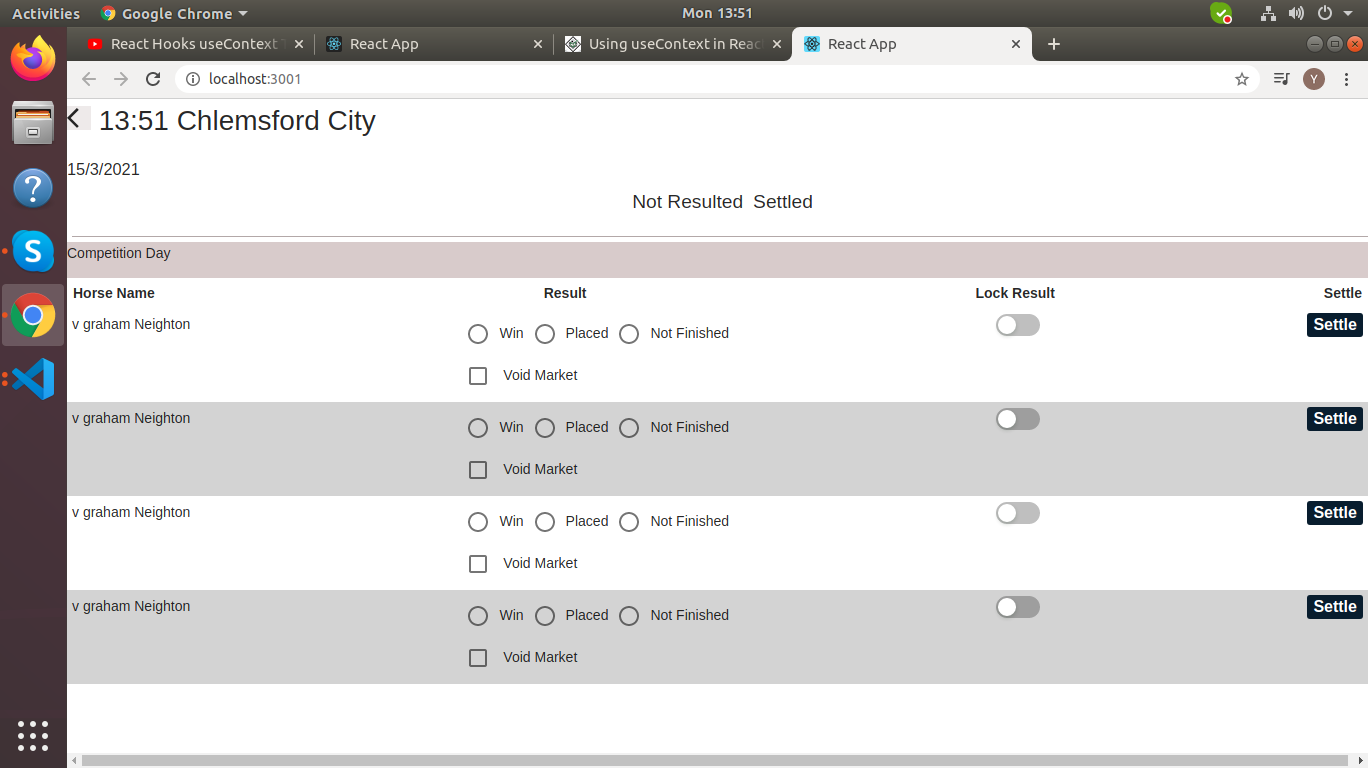 Activities Google Chrome Mon 13:51
React Hooks useContext React App Using useContext in Reac React App
localhost:3001 Y
13:51 Chlemsford City
15/3/2021
Not Resulted Settled
Competition Day
Horse Name Result Lock Result Settle
v graham Neighton Win Placed Not Finished Settle
Void Market
v graham Neighton Win Placed Not Finished Settle
Void Market
v graham Neighton Win Placed Not Finished Settle
Void Market
v graham Neighton Win Placed Not Finished Settle
Void Market